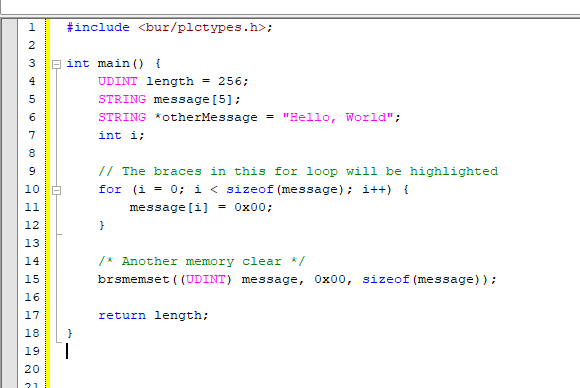 1 #include <bur/plctypes.h>;
2
3 int main() {
4 UDINT length = 256;
5 STRING message[5];
6 STRING *otherMessage = "Hello, World";
7 int i;
8
9 // The braces in this for loop will be highlighted
10 for (i = 0; i < sizeof(message); i++) {
11 message[i] = 0x00;
12 }
13
14 /* Another memory clear */
15 brsmemset((UDINT) message, 0x00, sizeof(message));
16
17 return length;
18 }
19
20
21